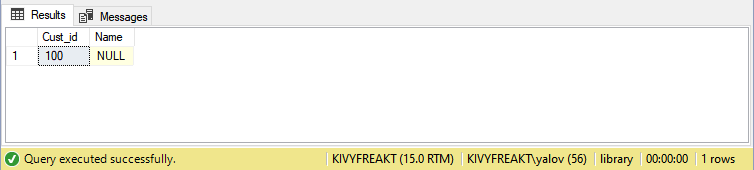 Results Messages
Cust_id Name
1 100 NULL
Query executed successfully. KIVYFREAKT (15.0 RTM) KIVYFREAKT\yalov (56) library 00:00:00 1 rows